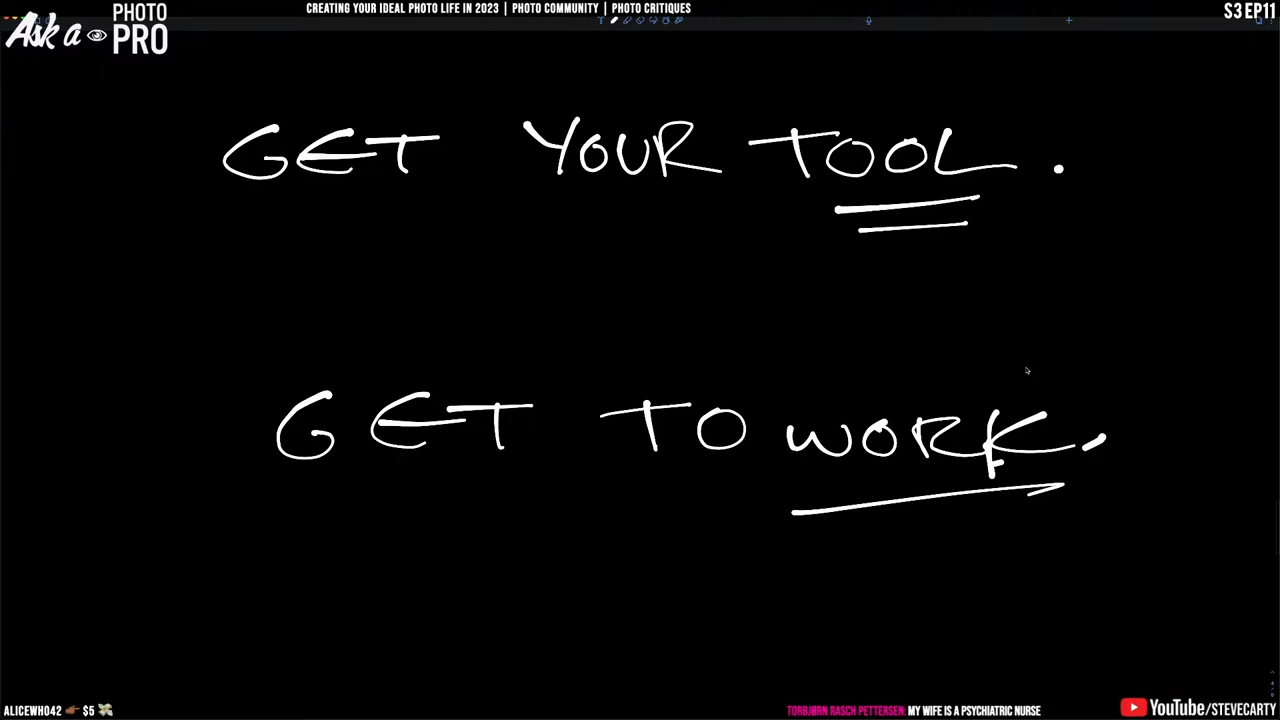 CREATING YOUR IDEAL PHOTO LIFE IN 2023 | PHOTO COMMUNITY | PHOTO CRITIQUES
S3 EP11
Ask a PHOTO PRO
GET YOUR TOOL.
GET TO WORK.
ALICEWH042 👉🏾 $5 💸
TORBJØRN RASCH PETTERSEN: MY WIFE IS A PSYCHIATRIC NURSE
YouTube/STEVECARTY